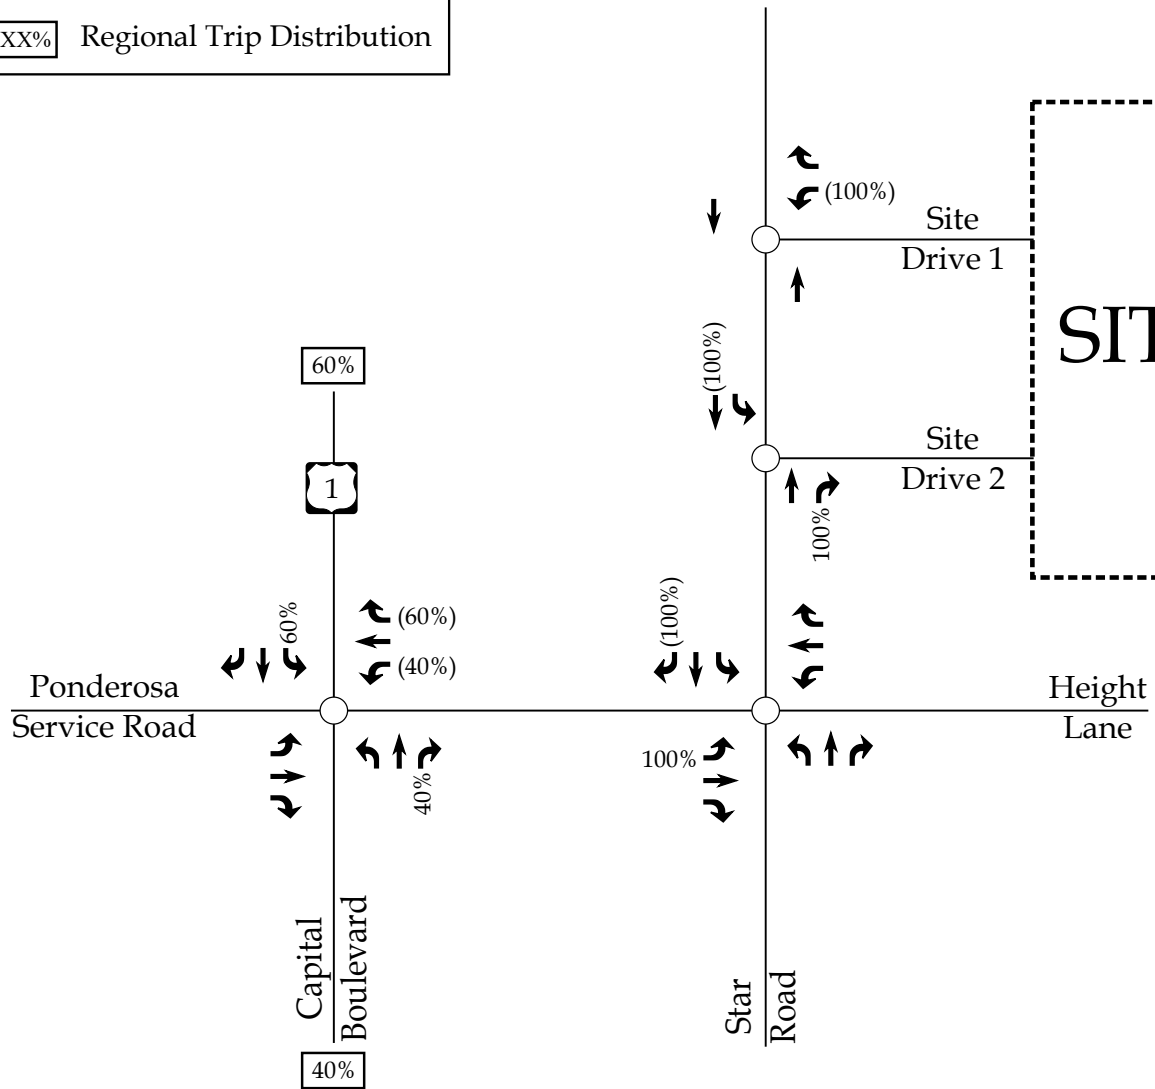 XX% Regional Trip Distribution
(100%)
Site
Drive 1
(100%)
60%
Site
Drive 2
1
100%
60%
(60%)
(40%)
(100%)
Ponderosa
Service Road
Height
Lane
40%
100%
Capital
Boulevard
Star
Road
40%